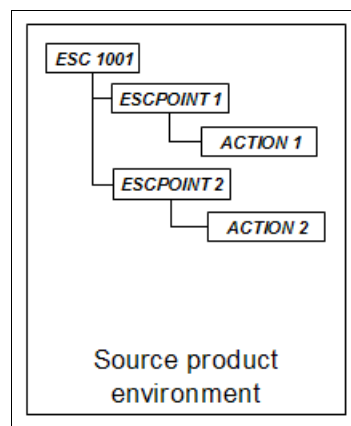 ESC 1001
ESCPOINT 1
ACTION 1
ESCPOINT 2
ACTION 2
Source product
environment